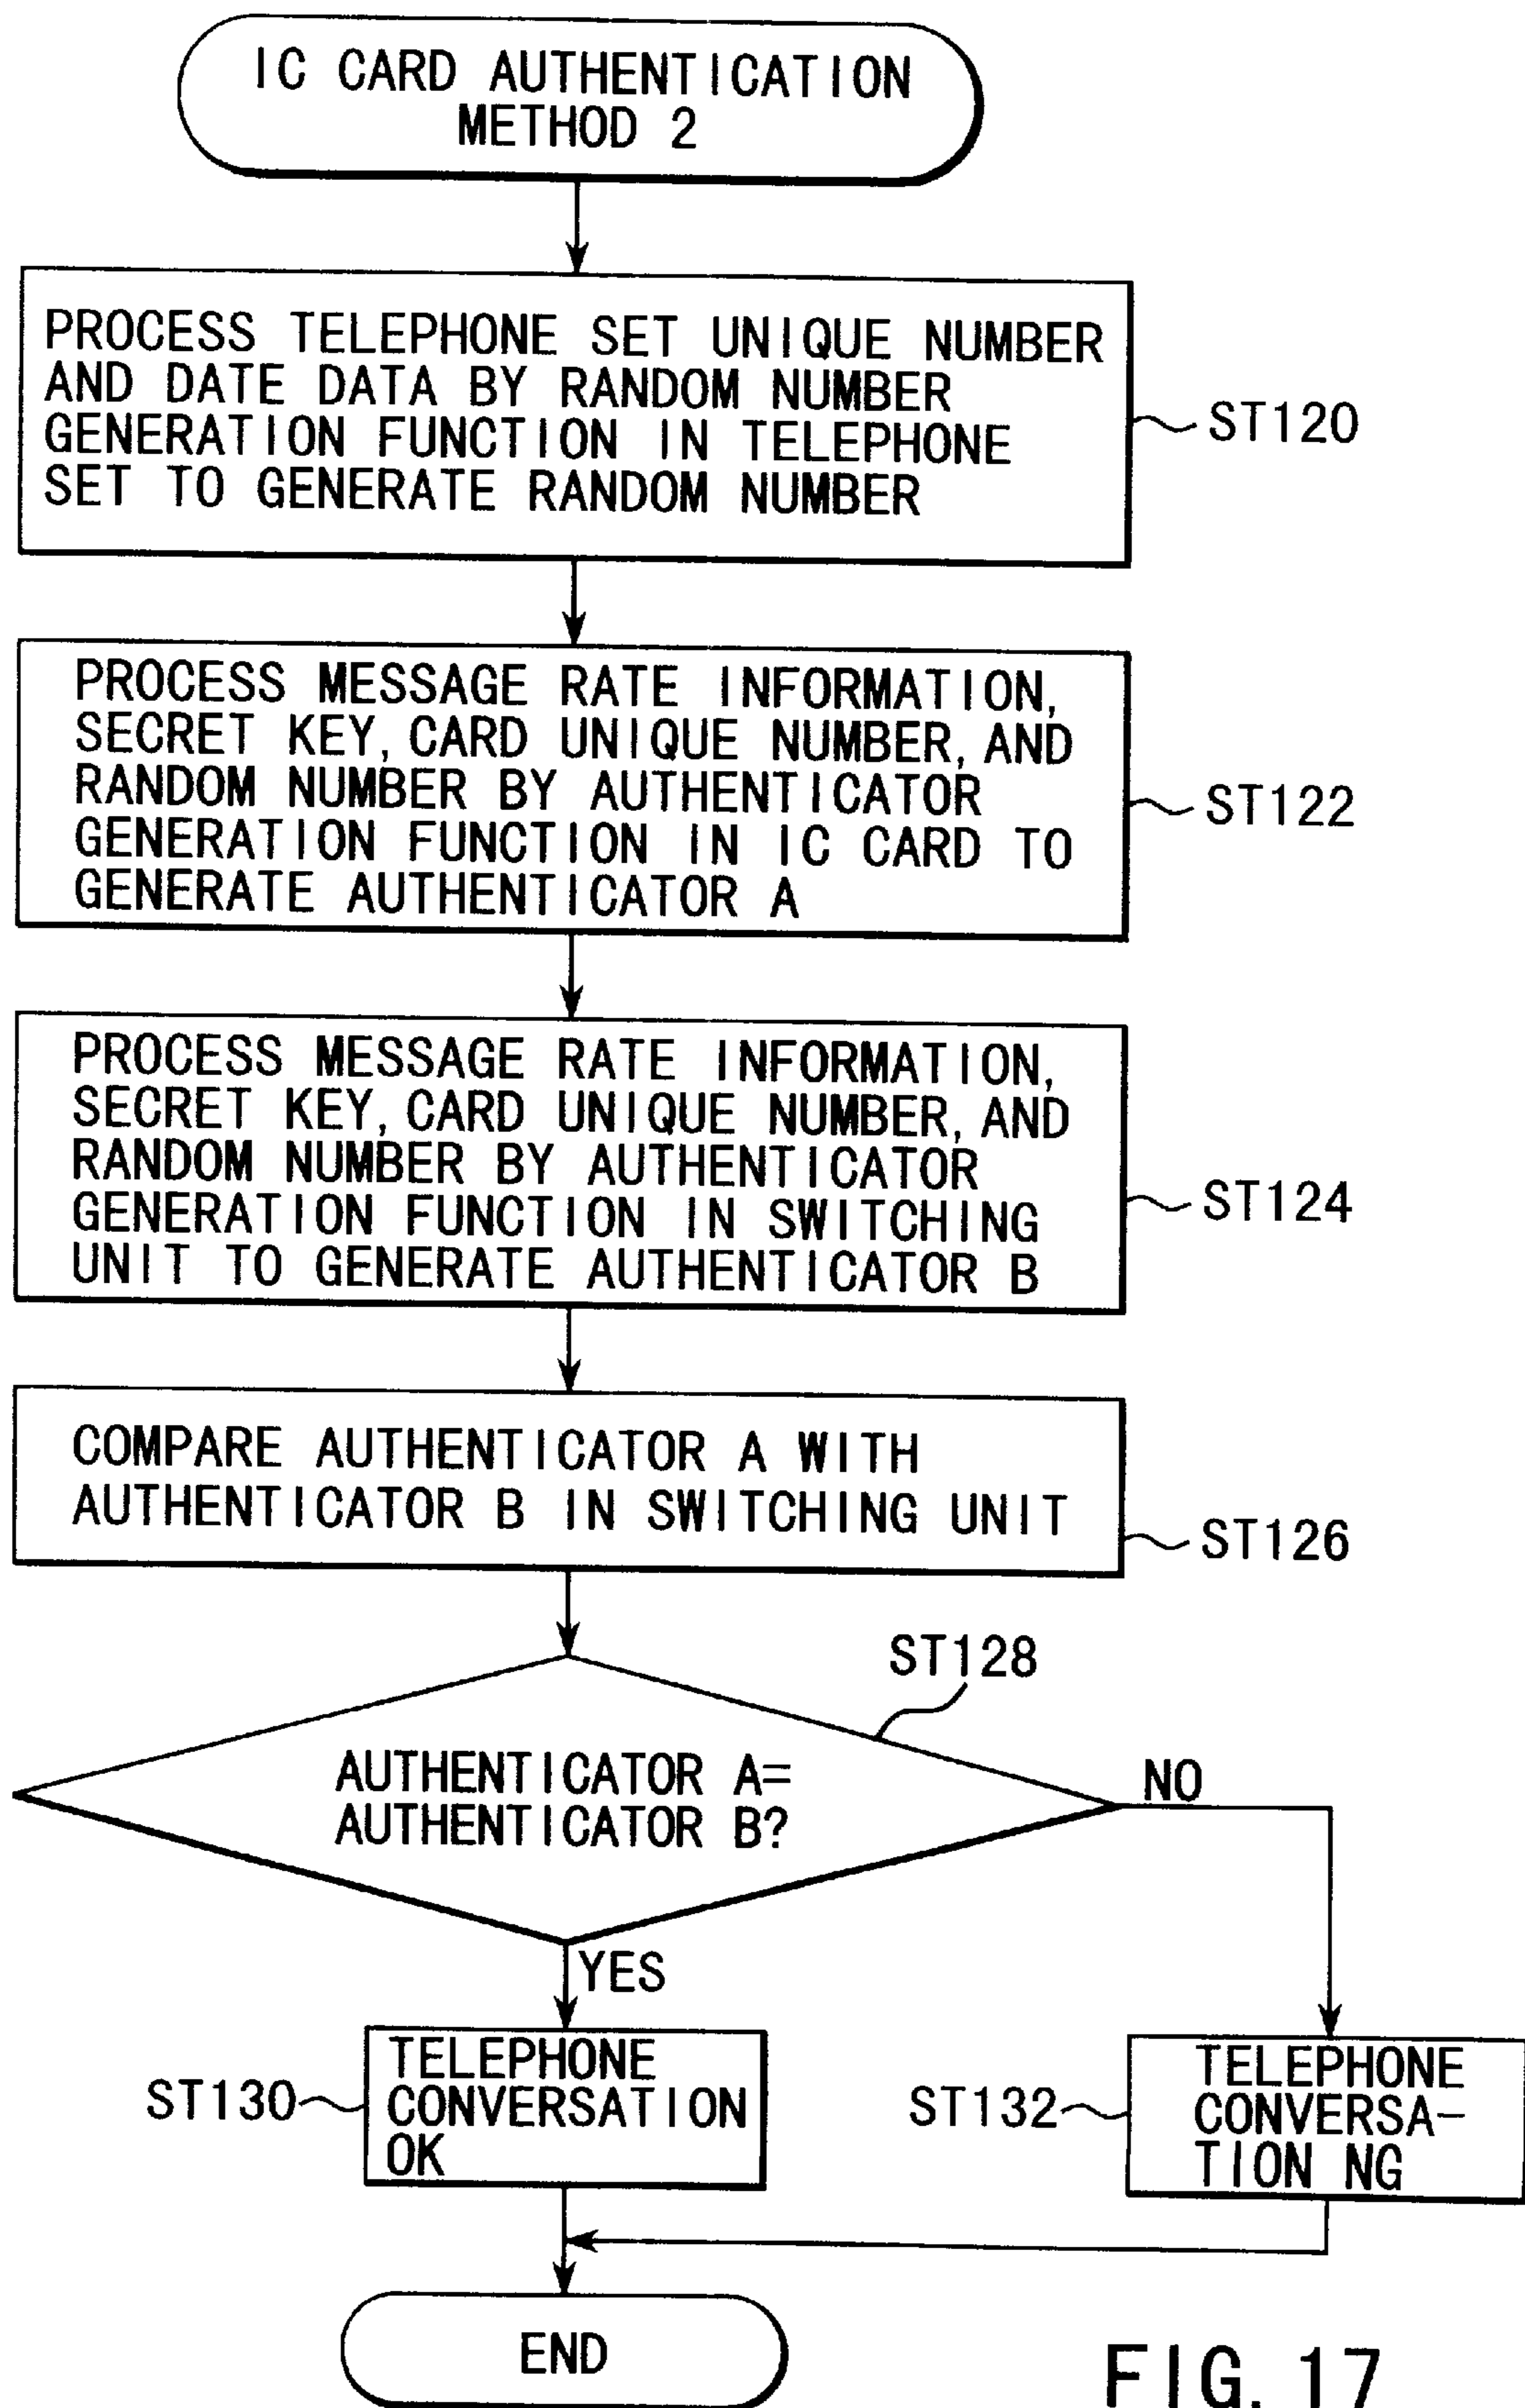 IC CARD AUTHENTICATION
METHOD 2
PROCESS TELEPHONE SET UNIQUE NUMBER
AND DATE DATA BY RANDOM NUMBER
GENERATION FUNCTION IN TELEPHONE
SET TO GENERATE RANDOM NUMBER
ST120
PROCESS MESSAGE RATE INFORMATION,
SECRET KEY, CARD UNIQUE NUMBER, AND
RANDOM NUMBER BY AUTHENTICATOR
GENERATION FUNCTION IN IC CARD TO
GENERATE AUTHENTICATOR A
ST122
PROCESS MESSAGE RATE INFORMATION,
SECRET KEY, CARD UNIQUE NUMBER, AND
RANDOM NUMBER BY AUTHENTICATOR
GENERATION FUNCTION IN SWITCHING
UNIT TO GENERATE AUTHENTICATOR B
ST124
COMPARE AUTHENTICATOR A WITH
AUTHENTICATOR B IN SWITCHING UNIT
ST126
ST128
AUTHENTICATOR A=
AUTHENTICATOR B?
NO
YES
ST130
TELEPHONE
CONVERSATION
OK
ST132
TELEPHONE
CONVERSA-
TION NG
END
FIG. 17